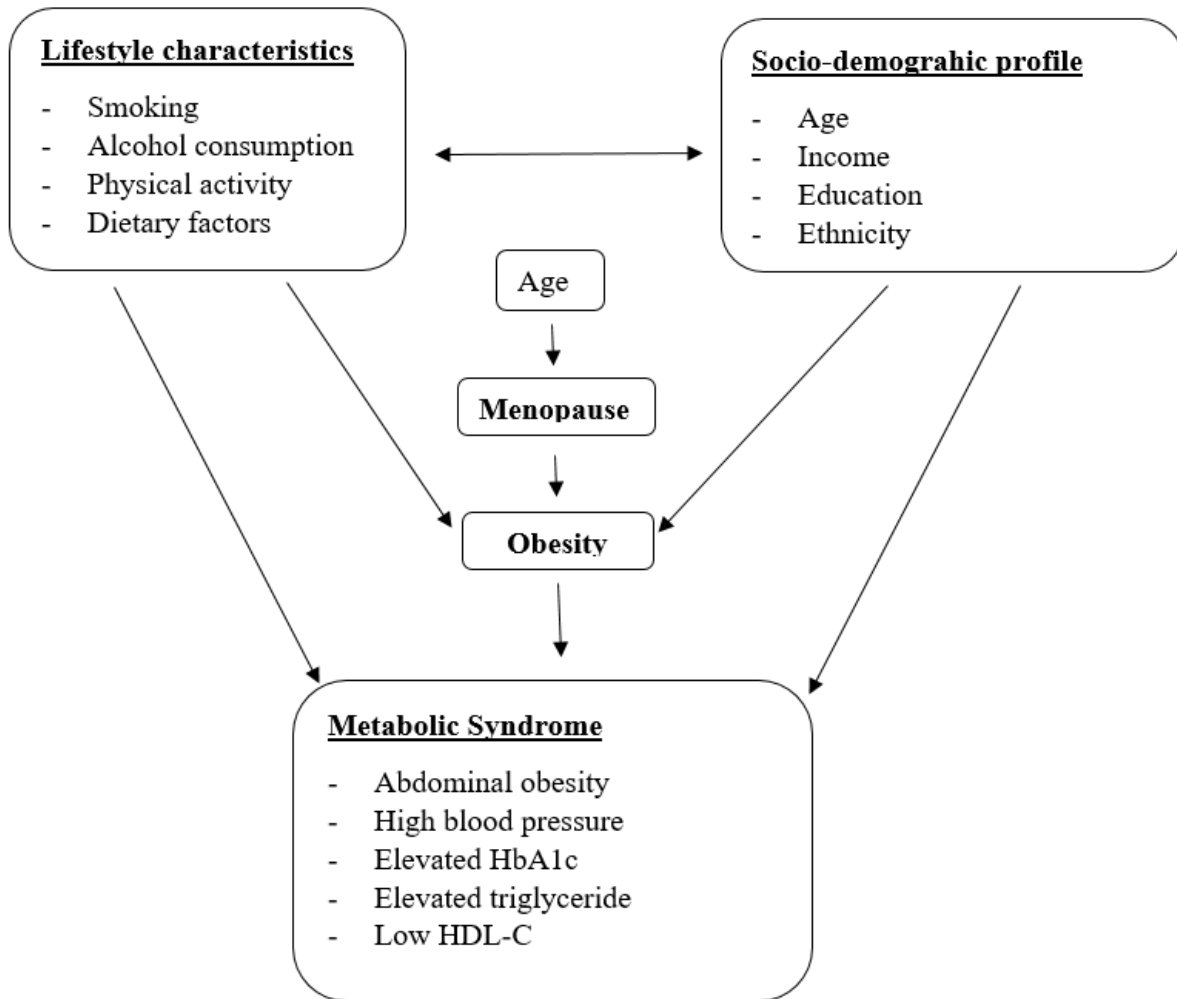 Lifestyle characteristics
- Smoking
- Alcohol consumption
- Physical activity
- Dietary factors
Socio-demograhic profile
- Age
- Income
- Education
- Ethnicity
Age
Menopause
Obesity
Metabolic Syndrome
- Abdominal obesity
- High blood pressure
- Elevated HbA1c
- Elevated triglyceride
- Low HDL-C